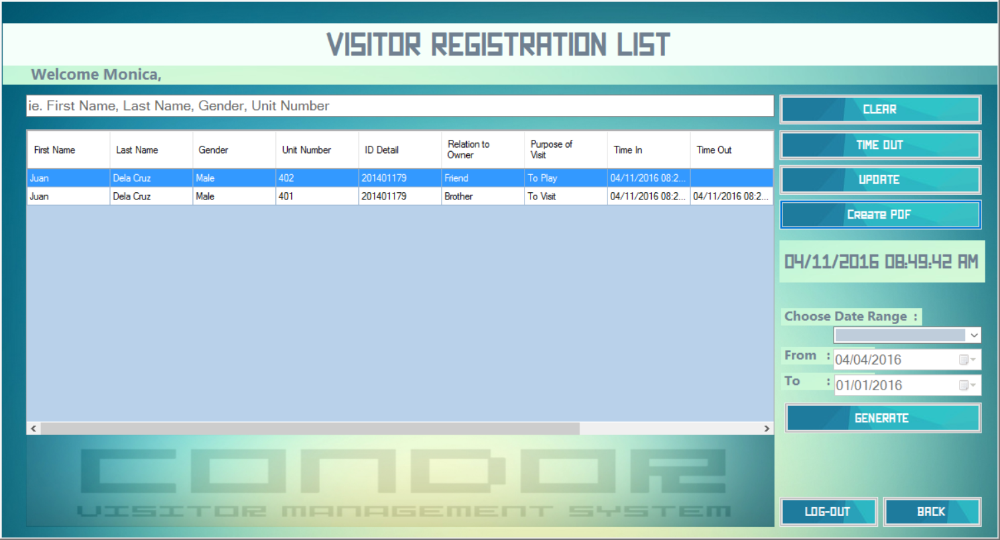 VISITOR REGISTRATION LIST
Welcome Monica,
ie. First Name, Last Name, Gender, Unit Number
First Name Last Name Gender Unit Number ID Detail Relation to Owner Purpose of Visit Time In Time Out
Juan Dela Cruz Male 402 201401179 Friend To Play 04/11/2016 08:2...
Juan Dela Cruz Male 401 201401179 Brother To Visit 04/11/2016 08:2... 04/11/2016 08:2...
CLEAR
TIME OUT
UPDATE
Create PDF
04/11/2016 08:49:42 AM
Choose Date Range :
From : 04/04/2016
To : 01/01/2016
GENERATE
CONDOR
VISITOR MANAGEMENT SYSTEM
LOG-OUT
BACK